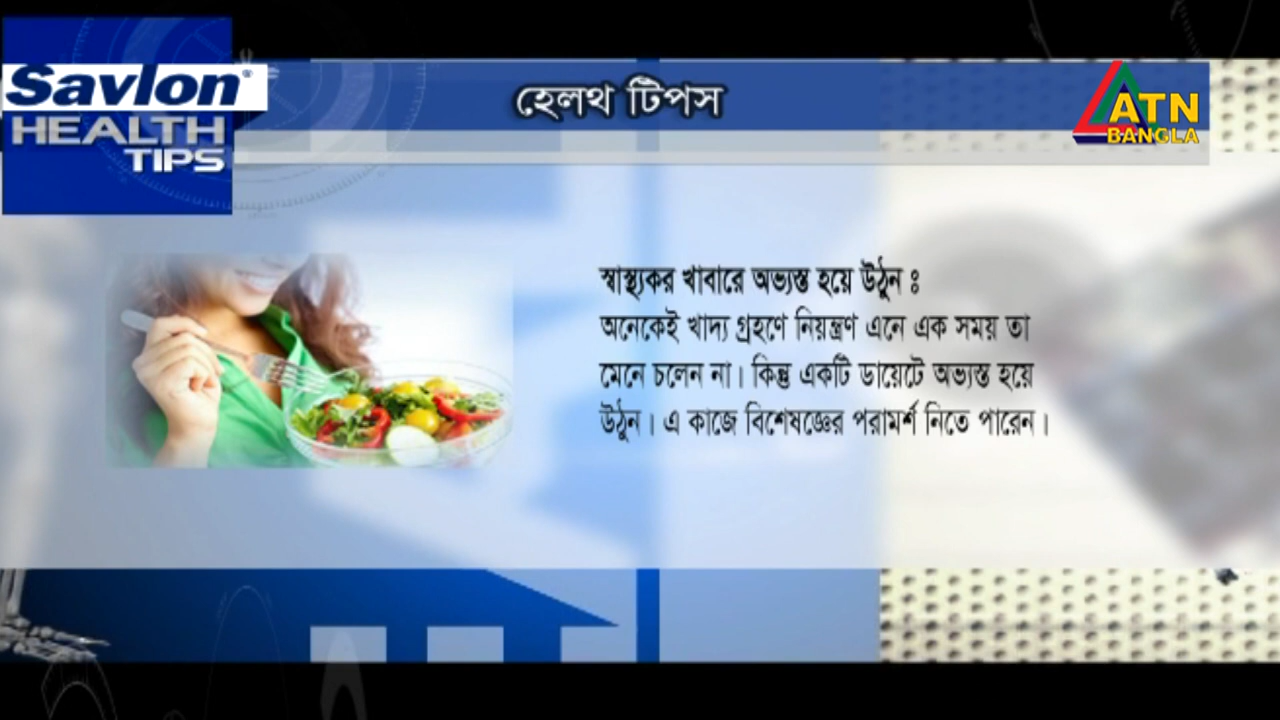 Savlon®
HEALTH
TIPS
হেলথ টিপস
ATN
BANGLA
স্বাস্থ্যকর খাবারে অভ্যস্ত হয়ে উঠুন ঃ
অনেকেই খাদ্য গ্রহণে নিয়ন্ত্রণ এনে এক সময় তা
মেনে চলেন না। কিন্তু একটি ডায়েটে অভ্যস্ত হয়ে
উঠুন। এ কাজে বিশেষজ্ঞের পরামর্শ নিতে পারেন।